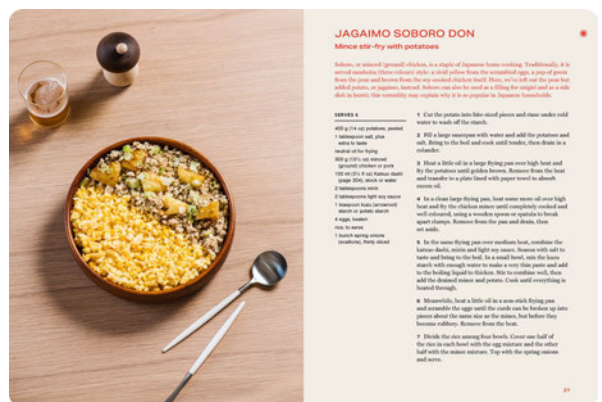 JAGAIMO SOBORO DON
Mince stir-fry with potatoes
Soboro, or minced (ground) chicken, is a staple of Japanese home cooking. Traditionally, it is
served sanshoku (three colours) style: a vivid yellow from the scrambled eggs, a pop of green
from the peas and brown from the soy-cooked chicken itself. Here, we've left out the peas but
added potato, or jagaimo, instead. Soboro can also be used as a filling for onigiri and as a side
dish in bento; this versatility may explain why it is so popular in Japanese households.
SERVES 4
400 g (14 oz) potatoes, peeled
1 tablespoon salt, plus
extra to taste
neutral oil for frying
300 g (10½ oz) minced
(ground) chicken or pork
100 ml (3½ fl oz) Katsuo dashi
(page 204), stock or water
2 tablespoons mirin
2 tablespoons light soy sauce
1 teaspoon kuzu (arrowroot)
starch or potato starch
4 eggs, beaten
rice, to serve
1 bunch spring onions
(scallions), thinly sliced
1 Cut the potato into bite-sized pieces and rinse under cold
water to wash off the starch.
2 Fill a large saucepan with water and add the potatoes and
salt. Bring to the boil and cook until tender, then drain in a
colander.
3 Heat a little oil in a large frying pan over high heat and
fry the potatoes until golden brown. Remove from the heat
and transfer to a plate lined with paper towel to absorb
excess oil.
4 In a clean large frying pan, heat some more oil over high
heat and fry the chicken mince until completely cooked and
well coloured, using a wooden spoon or spatula to break
apart clumps. Remove from the pan and drain, then
set aside.
5 In the same frying pan over medium heat, combine the
katsuo dashi, mirin and light soy sauce. Season with salt to
taste and bring to the boil. In a small bowl, mix the kuzu
starch with enough water to make a very thin paste and add
to the boiling liquid to thicken. Stir to combine well, then
add the drained mince and potato. Cook until everything is
heated through.
6 Meanwhile, heat a little oil in a non-stick frying pan
and scramble the eggs until the curds can be broken up into
pieces about the same size as the mince, but before they
become rubbery. Remove from the heat.
7 Divide the rice among four bowls. Cover one half of
the rice in each bowl with the egg mixture and the other
half with the mince mixture. Top with the spring onions
and serve.